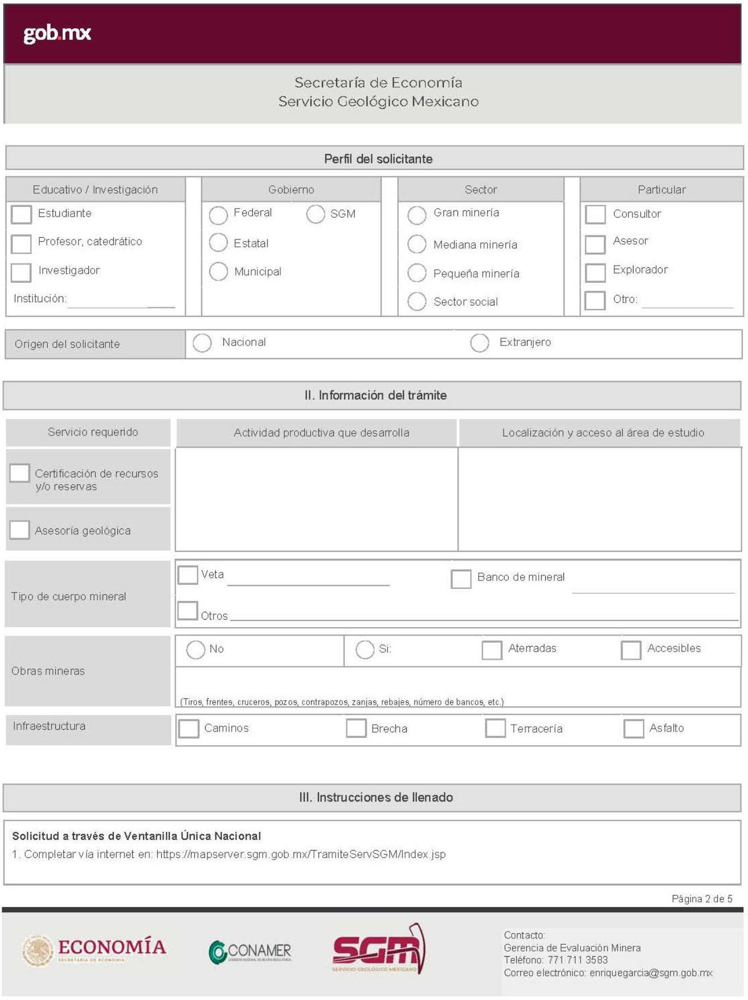 gob.mx
Secretaría de Economía
Servicio Geológico Mexicano
Perfil del solicitante
Educativo / Investigación
Estudiante
Profesor, catedrático
Investigador
Institución:
Gobierno
Federal
SGM
Estatal
Municipal
Sector
Gran minería
Mediana minería
Pequeña minería
Sector social
Particular
Consultor
Asesor
Explorador
Otro:
Origen del solicitante
Nacional
Extranjero
II. Información del trámite
Servicio requerido
Actividad productiva que desarrolla
Localización y acceso al área de estudio
Certificación de recursos
y/o reservas
Asesoría geológica
Tipo de cuerpo mineral
Veta
Banco de mineral
Otros
Obras mineras
No
Si:
Aterradas
Accesibles
(Tiros, frentes, cruceros, pozos, contrapozos, zanjas, rebajes, número de bancos, etc.)
Infraestructura
Caminos
Brecha
Terracería
Asfalto
III. Instrucciones de llenado
Solicitud a través de Ventanilla Única Nacional
1. Completar vía internet en: https://mapserver.sgm.gob.mx/TramiteServSGM/Index.jsp
Página 2 de 5
ECONOMÍA
SECRETARÍA DE ECONOMÍA
CONAMER
COMISIÓN NACIONAL DE MEJORA REGULATORIA
SGM
SERVICIO GEOLÓGICO MEXICANO
Contacto:
Gerencia de Evaluación Minera
Teléfono: 771 711 3583
Correo electrónico: enriquegarcia@sgm.gob.mx